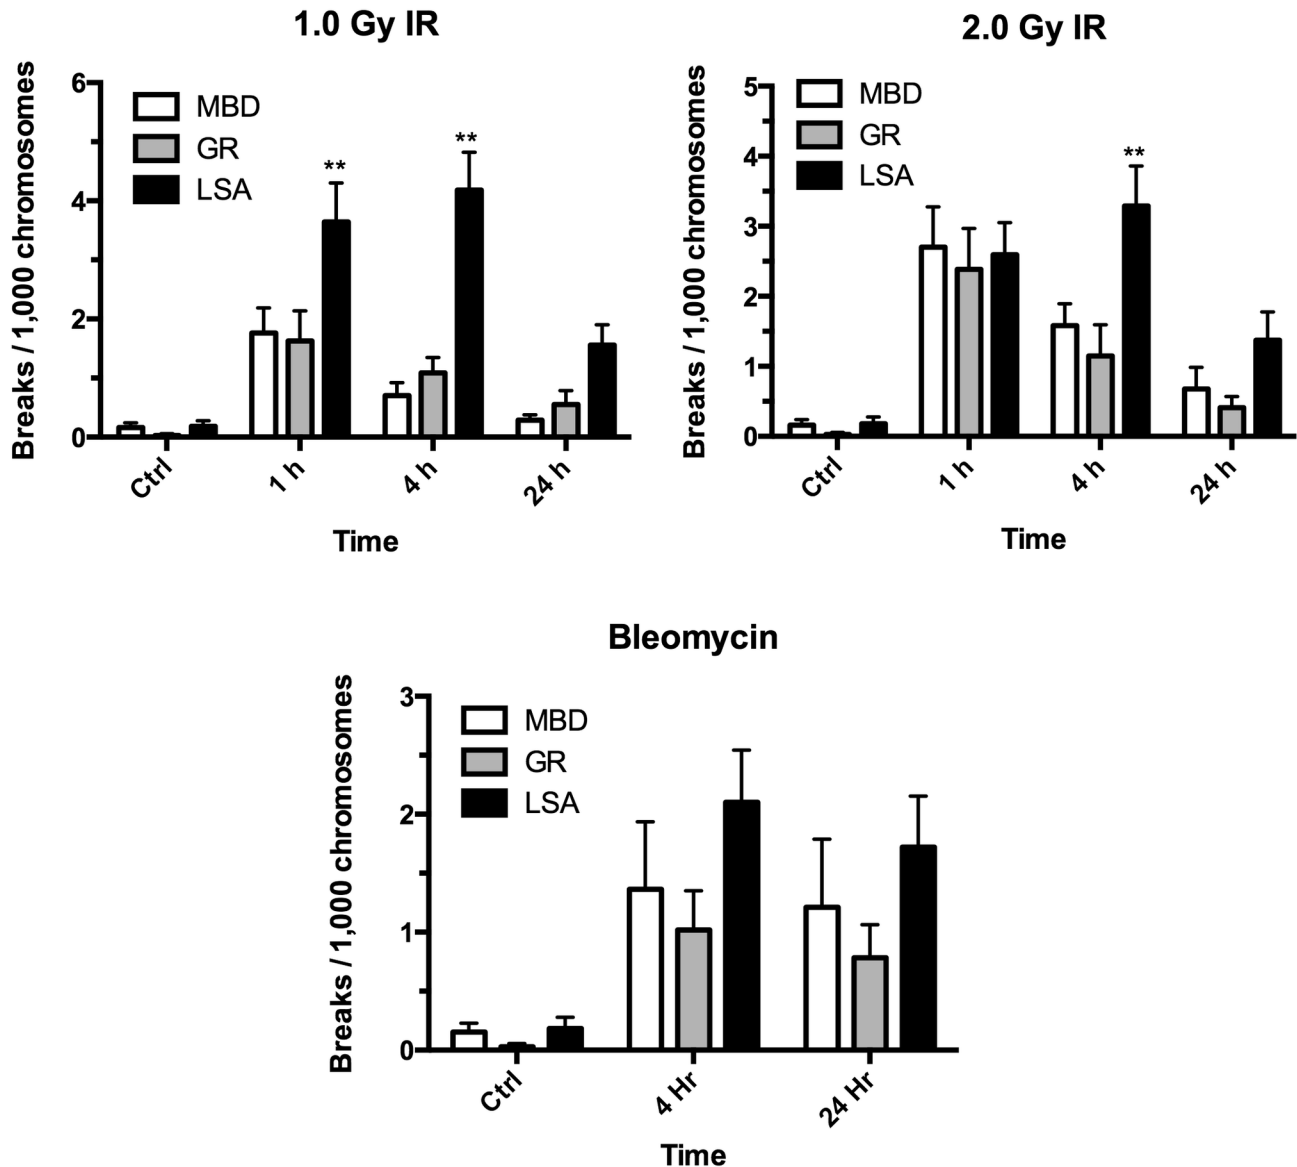 1.0 Gy IR
Breaks / 1,000 chromosomes
6
4
2
0
MBD
GR
LSA
**
**
Ctrl
1 h
4 h
24 h
Time
2.0 Gy IR
Breaks / 1,000 chromosomes
5
4
3
2
1
0
MBD
GR
LSA
**
Ctrl
1 h
4 h
24 h
Time
Bleomycin
Breaks / 1,000 chromosomes
3
2
1
0
MBD
GR
LSA
Ctrl
4 Hr
24 Hr
Time